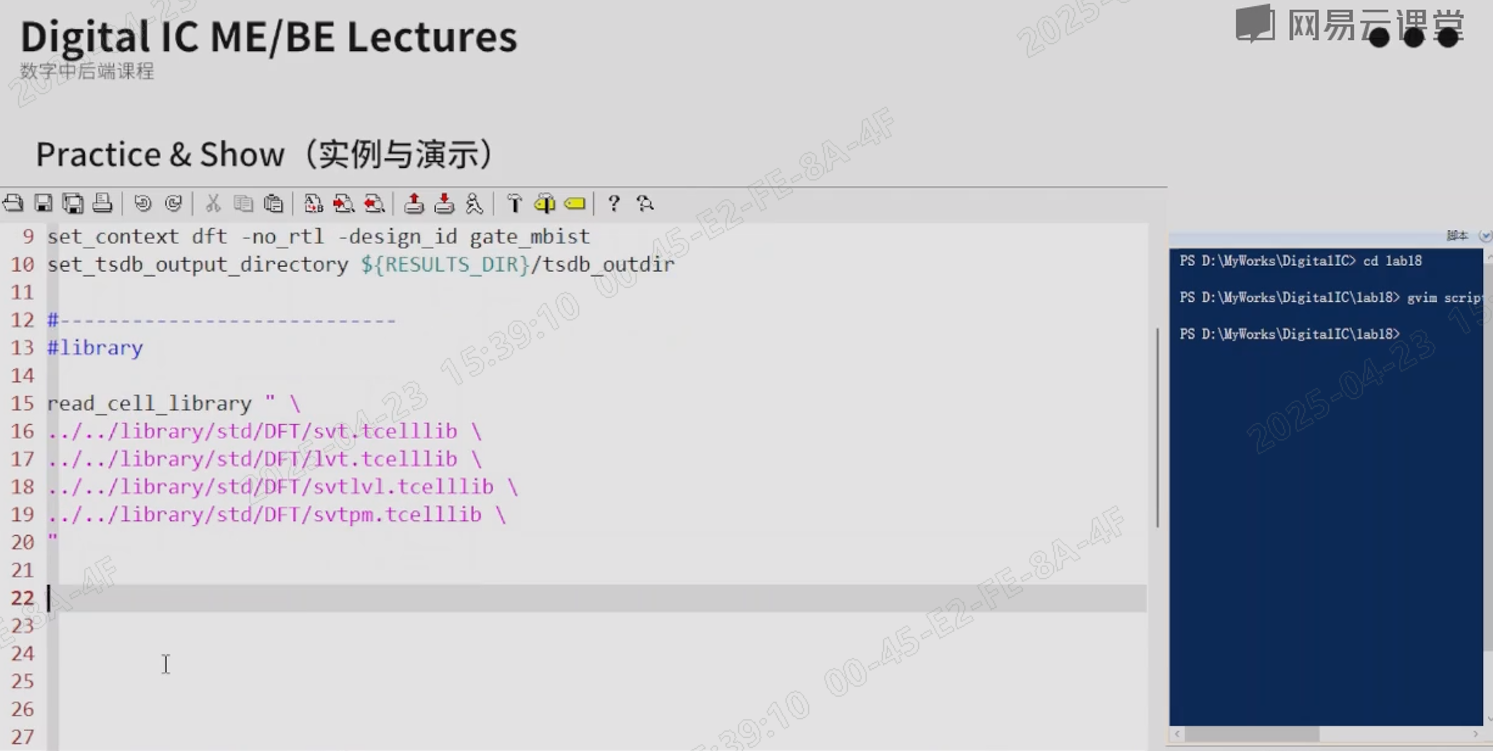 Digital IC ME/BE Lectures
数字中后端课程
网易云课堂
Practice & Show（实例与演示）
9 set_context dft -no_rtl -design_id gate_mbist
10 set_tsdb_output_directory ${RESULTS_DIR}/tsdb_outdir
11
12 #----------------------------
13 #library
14
15 read_cell_library " \
16 ../../library/std/DFT/svt.tcelllib \
17 ../../library/std/DFT/lvt.tcelllib \
18 ../../library/std/DFT/svtlvl.tcelllib \
19 ../../library/std/DFT/svtpm.tcelllib \
20 "
21
22
23
24
25
26
27
脚本
PS D:\MyWorks\DigitalIC> cd lab18
PS D:\MyWorks\DigitalIC\lab18> gvim scrip
PS D:\MyWorks\DigitalIC\lab18>
2025-04-23 15:39:10 00-45-E2-FE-8A-4F